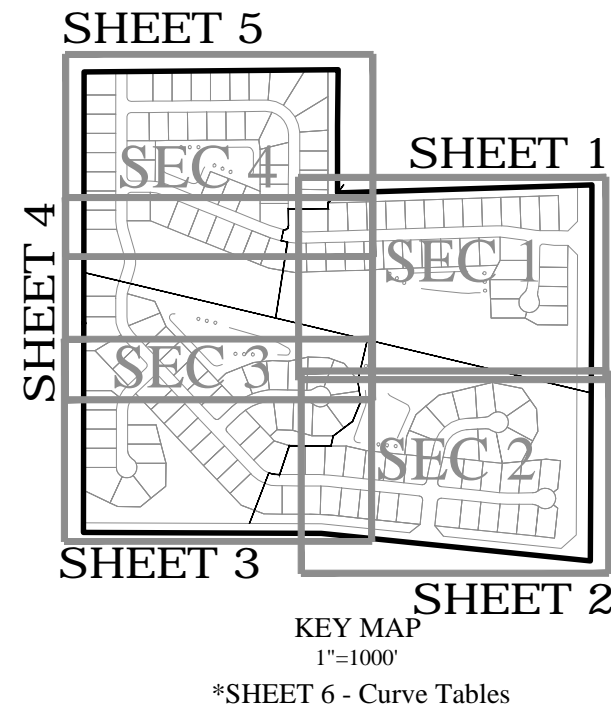 SHEET 5
SHEET 1
SEC 4
SHEET 4
SEC 1
SEC 3
SEC 2
SHEET 3
SHEET 2
KEY MAP
1"=1000'
*SHEET 6 - Curve Tables